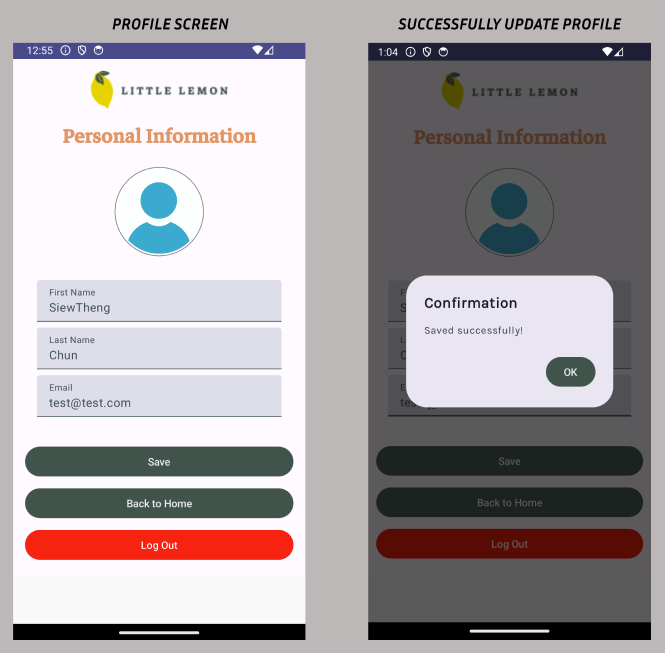 PROFILE SCREEN
12:55
LITTLE LEMON
Personal Information
First Name
SiewTheng
Last Name
Chun
Email
test@test.com
Save
Back to Home
Log Out
SUCCESSFULLY UPDATE PROFILE
1:04
LITTLE LEMON
Personal Information
Confirmation
Saved successfully!
OK
Save
Back to Home
Log Out